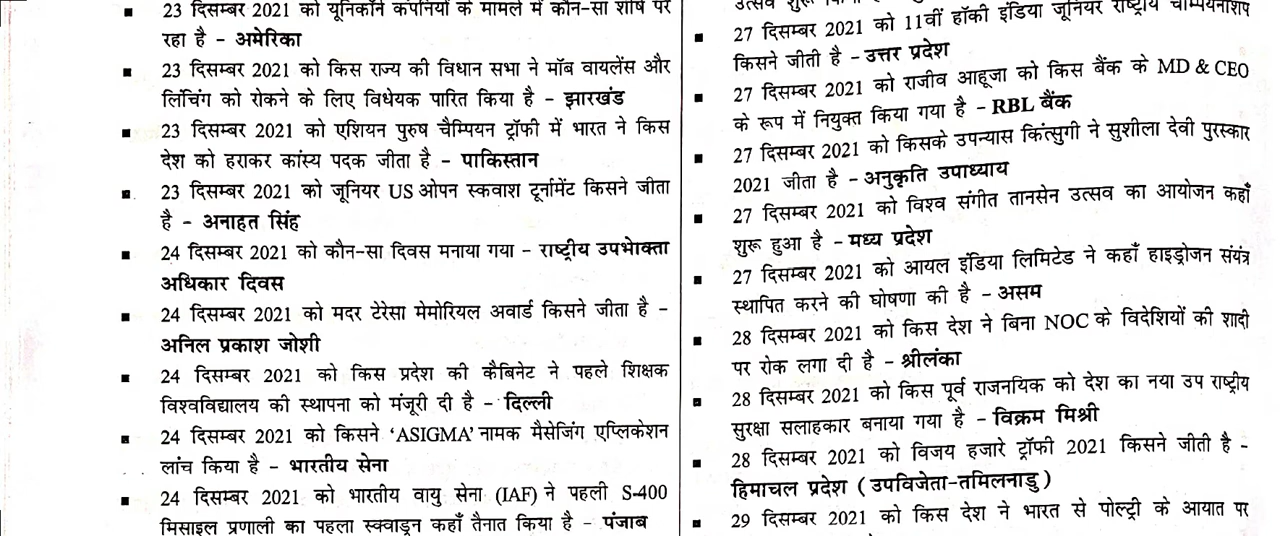 ■ 23 दिसम्बर 2021 को यूनिकॉर्न कंपनियों के मामले में कौन-सा शीर्ष पर
रहा है - अमेरिका
■ 23 दिसम्बर 2021 को किस राज्य की विधान सभा ने मॉब वायलेंस और
लिंचिंग को रोकने के लिए विधेयक पारित किया है - झारखंड
■ 23 दिसम्बर 2021 को एशियन पुरुष चैम्पियन ट्रॉफी में भारत ने किस
देश को हराकर कांस्य पदक जीता है - पाकिस्तान
■ 23 दिसम्बर 2021 को जूनियर US ओपन स्कवाश टूर्नामेंट किसने जीता
है - अनाहत सिंह
■ 24 दिसम्बर 2021 को कौन-सा दिवस मनाया गया - राष्ट्रीय उपभोक्ता
अधिकार दिवस
■ 24 दिसम्बर 2021 को मदर टेरेसा मेमोरियल अवार्ड किसने जीता है -
अनिल प्रकाश जोशी
■ 24 दिसम्बर 2021 को किस प्रदेश की कैबिनेट ने पहले शिक्षक
विश्वविद्यालय की स्थापना को मंजूरी दी है - दिल्ली
■ 24 दिसम्बर 2021 को किसने 'ASIGMA' नामक मैसेजिंग एप्लिकेशन
लांच किया है - भारतीय सेना
■ 24 दिसम्बर 2021 को भारतीय वायु सेना (IAF) ने पहली S-400
मिसाइल प्रणाली का पहला स्क्वाड्रन कहाँ तैनात किया है - पंजाब
उत्सव शुरू
■ 27 दिसम्बर 2021 को 11वीं हॉकी इंडिया जूनियर राष्ट्रीय चैम्पियनशिप
किसने जीती है - उत्तर प्रदेश
■ 27 दिसम्बर 2021 को राजीव आहूजा को किस बैंक के MD & CEO
के रूप में नियुक्त किया गया है - RBL बैंक
■ 27 दिसम्बर 2021 को किसके उपन्यास किंत्सुगी ने सुशीला देवी पुरस्कार
2021 जीता है - अनुकृति उपाध्याय
■ 27 दिसम्बर 2021 को विश्व संगीत तानसेन उत्सव का आयोजन कहाँ
शुरू हुआ है - मध्य प्रदेश
■ 27 दिसम्बर 2021 को आयल इंडिया लिमिटेड ने कहाँ हाइड्रोजन संयंत्र
स्थापित करने की घोषणा की है - असम
■ 28 दिसम्बर 2021 को किस देश ने बिना NOC के विदेशियों की शादी
पर रोक लगा दी है - श्रीलंका
■ 28 दिसम्बर 2021 को किस पूर्व राजनयिक को देश का नया उप राष्ट्रीय
सुरक्षा सलाहकार बनाया गया है - विक्रम मिश्री
■ 28 दिसम्बर 2021 को विजय हजारे ट्रॉफी 2021 किसने जीती है -
हिमाचल प्रदेश (उपविजेता-तमिलनाडु)
■ 29 दिसम्बर 2021 को किस देश ने भारत से पोल्ट्री के आयात पर